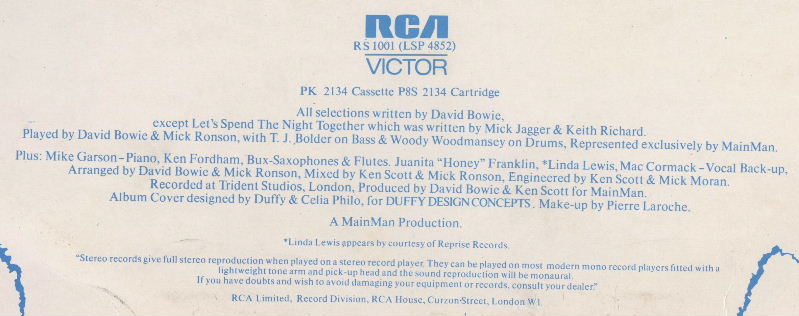 RCA
RS 1001 (LSP 4852)
VICTOR
PK 2134 Cassette P8S 2134 Cartridge
All selections written by David Bowie,
except Let's Spend The Night Together which was written by Mick Jagger & Keith Richard.
Played by David Bowie & Mick Ronson, with T. J. Bolder on Bass & Woody Woodmansey on Drums, Represented exclusively by MainMan.
Plus: Mike Garson–Piano, Ken Fordham, Bux-Saxophones & Flutes. Juanita “Honey” Franklin, *Linda Lewis, Mac Cormack–Vocal Back-up,
Arranged by David Bowie & Mick Ronson, Mixed by Ken Scott & Mick Ronson, Engineered by Ken Scott & Mick Moran.
Recorded at Trident Studios, London, Produced by David Bowie & Ken Scott for MainMan.
Album Cover designed by Duffy & Celia Philo, for DUFFY DESIGN CONCEPTS. Make-up by Pierre Laroche.
A MainMan Production.
*Linda Lewis appears by courtesy of Reprise Records.
“Stereo records give full stereo reproduction when played on a stereo record player. They can be played on most modern mono record players fitted with a
lightweight tone arm and pick-up head and the sound reproduction will be monaural.
If you have doubts and wish to avoid damaging your equipment or records, consult your dealer.”
RCA Limited, Record Division, RCA House, Curzon Street, London W1.